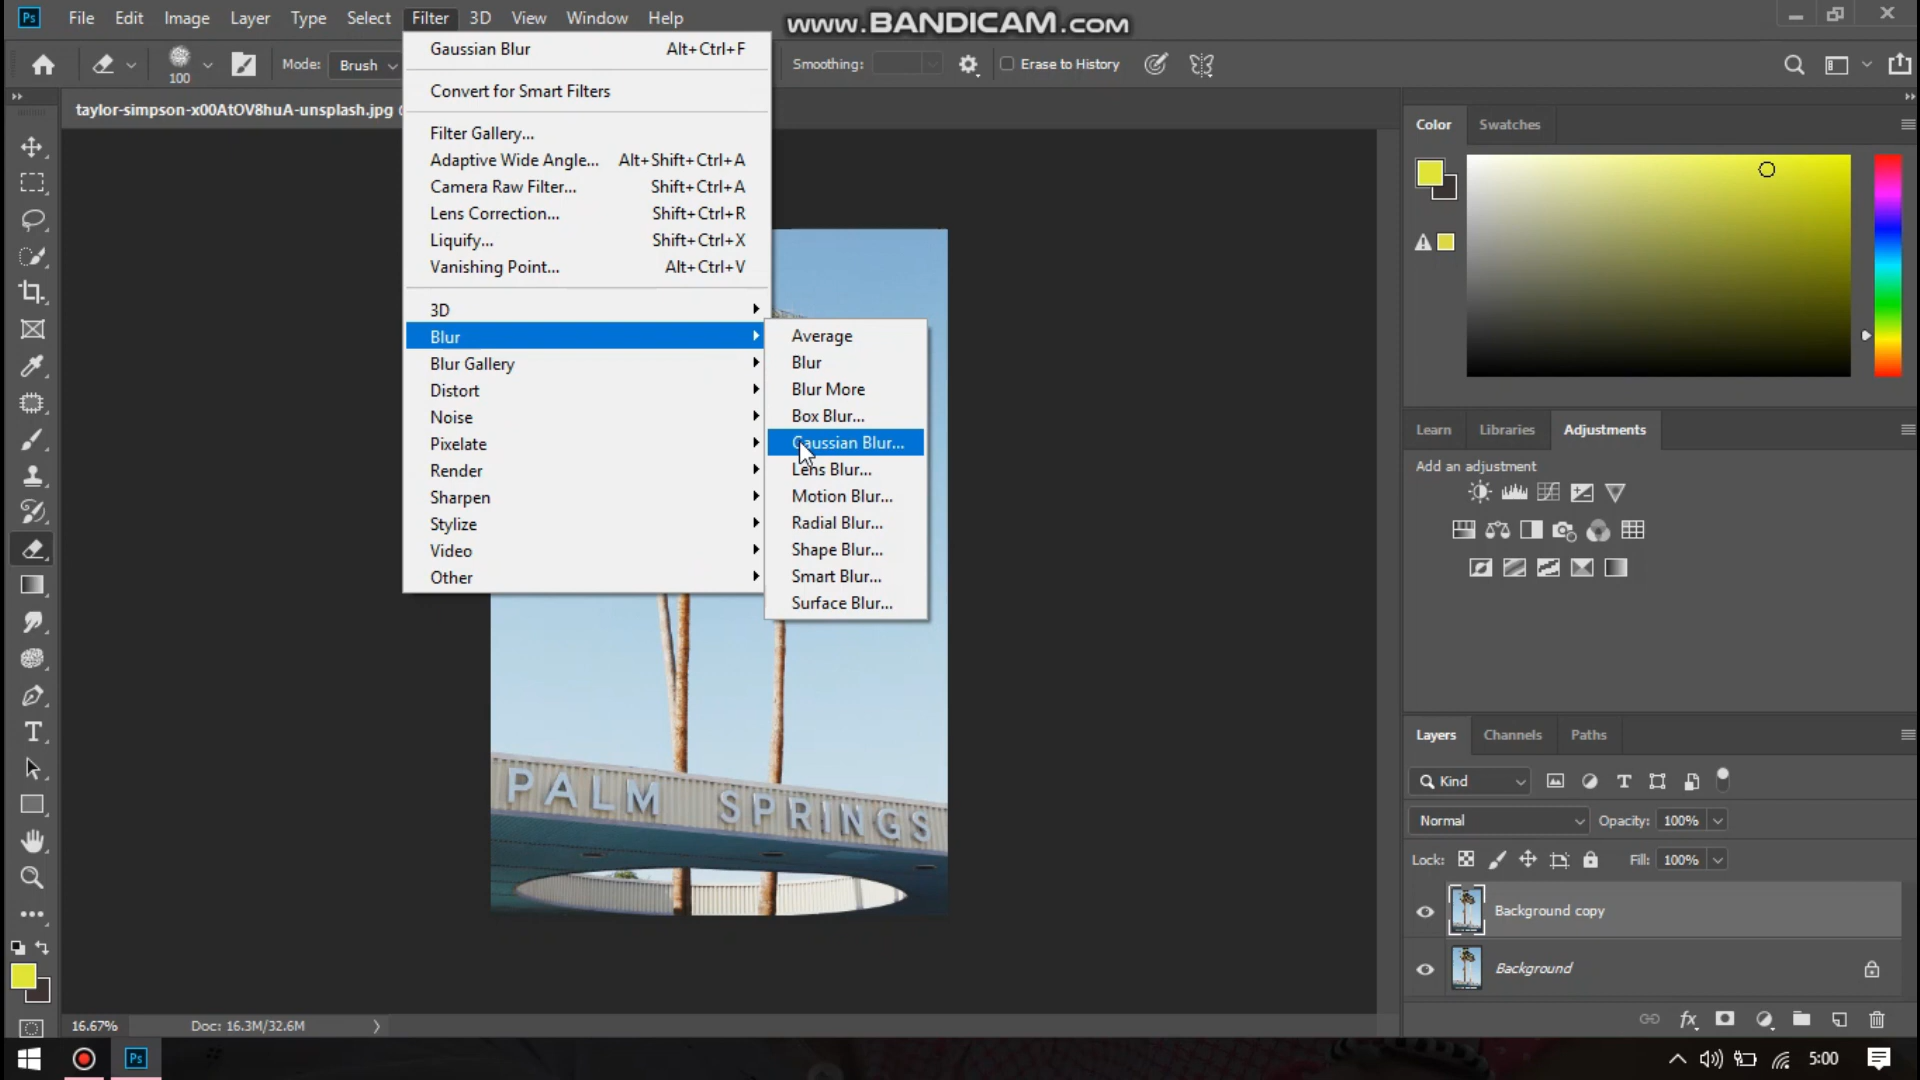 Ps File Edit Image Layer Type Select Filter 3D View Window Help
www.BANDICAM.com
100 Mode: Brush Smoothing: Erase to History
taylor-simpson-x00AtOV8huA-unsplash.jpg
Gaussian Blur Alt+Ctrl+F
Convert for Smart Filters
Filter Gallery...
Adaptive Wide Angle... Alt+Shift+Ctrl+A
Camera Raw Filter... Shift+Ctrl+A
Lens Correction... Shift+Ctrl+R
Liquify... Shift+Ctrl+X
Vanishing Point... Alt+Ctrl+V
3D
Blur
Blur Gallery
Distort
Noise
Pixelate
Render
Sharpen
Stylize
Video
Other
Average
Blur
Blur More
Box Blur...
Gaussian Blur...
Lens Blur...
Motion Blur...
Radial Blur...
Shape Blur...
Smart Blur...
Surface Blur...
PALM SPRINGS
Color Swatches
Learn Libraries Adjustments
Add an adjustment
Layers Channels Paths
Kind
Normal Opacity: 100%
Lock: Fill: 100%
Background copy
Background
fx
16.67% Doc: 16.3M/32.6M
Ps
5:00